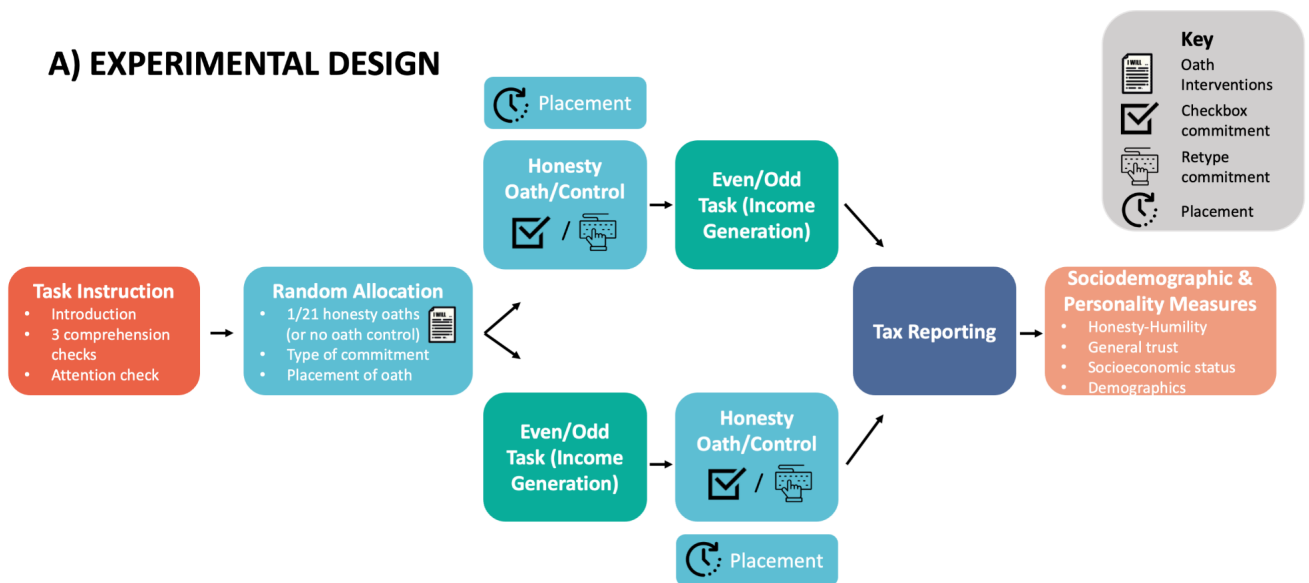 A) EXPERIMENTAL DESIGN
Key
I WILL
Oath
Interventions
Checkbox
commitment
Retype
commitment
Placement
Placement
Honesty
Oath/Control
/
Even/Odd
Task (Income
Generation)
Task Instruction
• Introduction
• 3 comprehension
checks
• Attention check
Random Allocation
• 1/21 honesty oaths
(or no oath control)
I WILL
• Type of commitment
• Placement of oath
Tax Reporting
Sociodemographic &
Personality Measures
• Honesty-Humility
• General trust
• Socioeconomic status
• Demographics
Even/Odd
Task (Income
Generation)
Honesty
Oath/Control
/
Placement